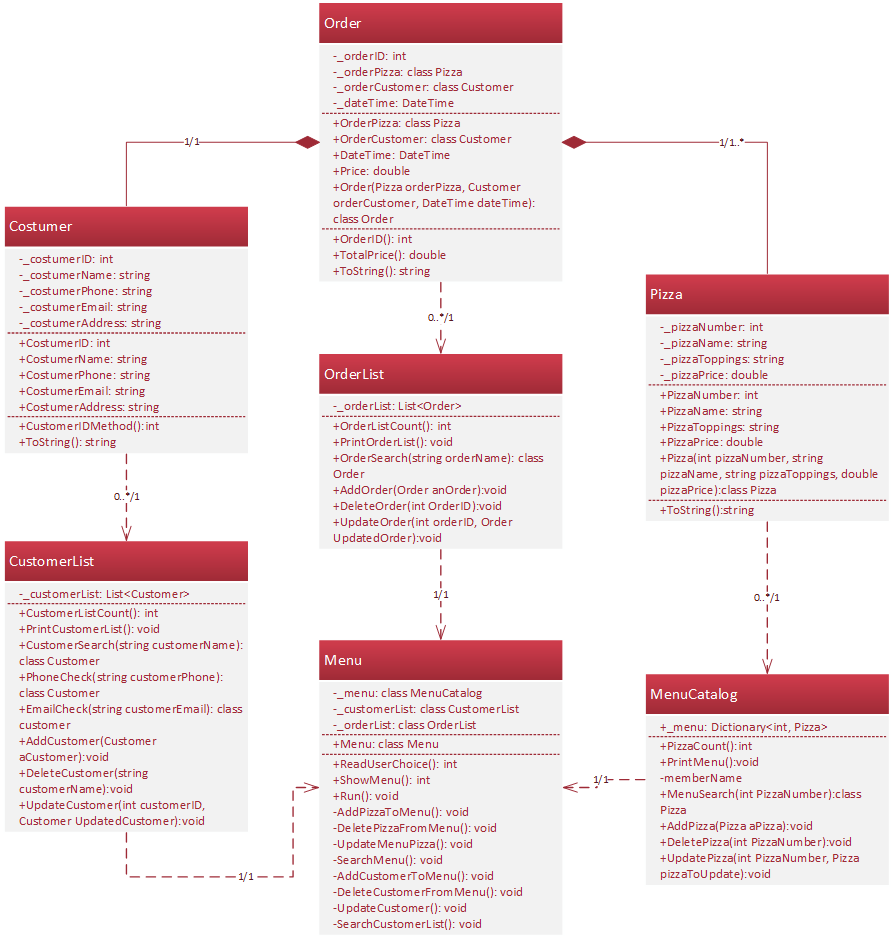 Order
-_orderID: int
-_orderPizza: class Pizza
-_orderCustomer: class Customer
-_dateTime: DateTime
+OrderPizza: class Pizza
+OrderCustomer: class Customer
+DateTime: DateTime
+Price: double
+Order(Pizza orderPizza, Customer
orderCustomer, DateTime dateTime):
class Order
+OrderID(): int
+TotalPrice(): double
+ToString(): string
1/1
1/1..*
Costumer
-_costumerID: int
-_costumerName: string
-_costumerPhone: string
-_costumerEmail: string
-_costumerAddress: string
+CostumerID: int
+CostumerName: string
+CostumerPhone: string
+CostumerEmail: string
+CostumerAddress: string
+CustomerIDMethod():int
+ToString(): string
0..*/1
Pizza
-_pizzaNumber: int
-_pizzaName: string
-_pizzaToppings: string
-_pizzaPrice: double
+PizzaNumber: int
+PizzaName: string
+PizzaToppings: string
+PizzaPrice: double
+Pizza(int pizzaNumber, string
pizzaName, string pizzaToppings, double
pizzaPrice):class Pizza
+ToString():string
OrderList
-_orderList: List<Order>
+OrderListCount(): int
+PrintOrderList(): void
+OrderSearch(string orderName): class
Order
+AddOrder(Order anOrder):void
+DeleteOrder(int OrderID):void
+UpdateOrder(int orderID, Order
UpdatedOrder):void
0..*/1
CustomerList
-_customerList: List<Customer>
+CustomerListCount(): int
+PrintCustomerList(): void
+CustomerSearch(string customerName):
class Customer
+PhoneCheck(string customerPhone):
class Customer
+EmailCheck(string customerEmail): class
customer
+AddCustomer(Customer
aCustomer):void
+DeleteCustomer(string
customerName):void
+UpdateCustomer(int customerID,
Customer UpdatedCustomer):void
1/1
1/1
0..*/1
Menu
-_menu: class MenuCatalog
-_customerList: class CustomerList
-_orderList: class OrderList
+Menu: class Menu
+ReadUserChoice(): int
+ShowMenu(): int
+Run(): void
-AddPizzaToMenu(): void
-DeletePizzaFromMenu(): void
-UpdateMenuPizza(): void
-SearchMenu(): void
-AddCustomerToMenu(): void
-DeleteCustomerFromMenu(): void
-UpdateCustomer(): void
-SearchCustomerList(): void
1/1
MenuCatalog
+_menu: Dictionary<int, Pizza>
+PizzaCount():int
+PrintMenu():void
-memberName
+MenuSearch(int PizzaNumber):class
Pizza
+AddPizza(Pizza aPizza):void
+DeletePizza(int PizzaNumber):void
+UpdatePizza(int PizzaNumber, Pizza
pizzaToUpdate):void